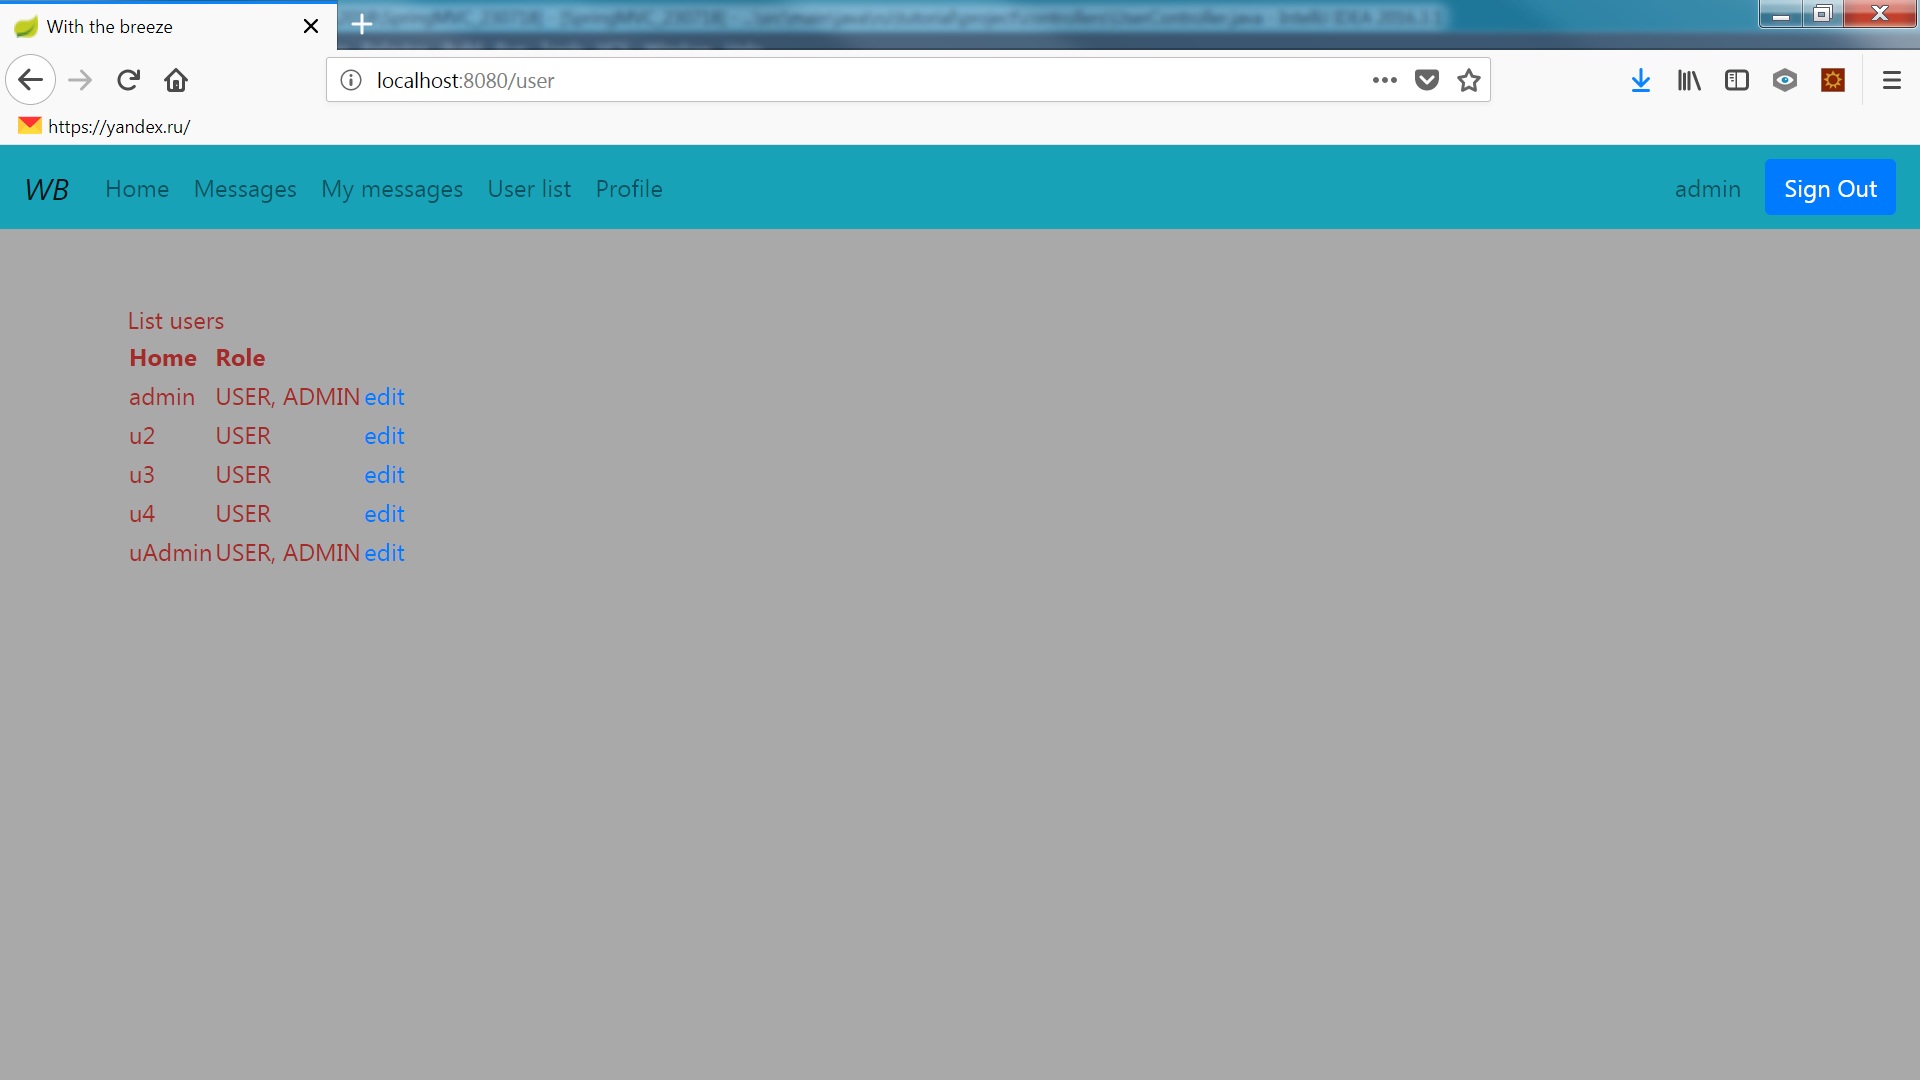 With the breeze
localhost:8080/user
https://yandex.ru/
WB Home Messages My messages User list Profile admin Sign Out
List users
Home Role
admin USER, ADMIN edit
u2 USER edit
u3 USER edit
u4 USER edit
uAdmin USER, ADMIN edit